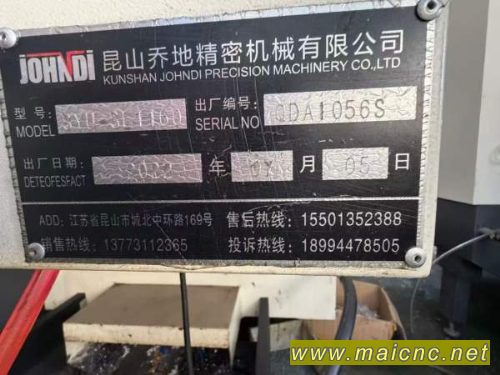 JOHNDI 昆山乔地精密机械有限公司
KUNSHAN JOHNDI PRECISION MACHINERY CO.,LTD
型号: 出厂编号: QDA1056S
MODEL SERIAL NO
出厂日期: 2022 年 月 05 日
DETEOFESFACT
ADD: 江苏省昆山市城北中环路169号 售后热线: 15501352388
销售热线: 13773112365 投诉热线: 18994478505
www.maicnc.net